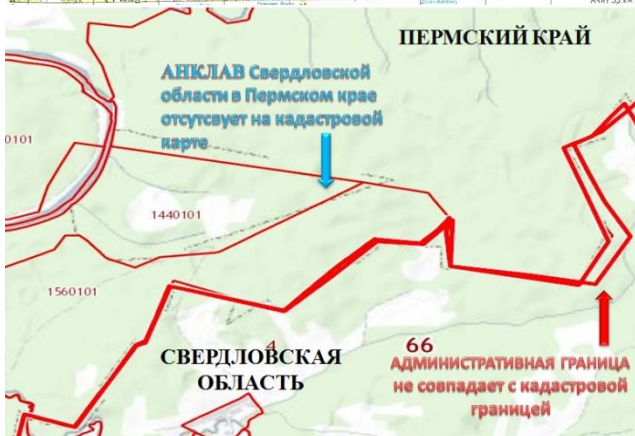 ПЕРМСКИЙ КРАЙ
АНКЛАВ Свердловской
области в Пермском крае
отсутсвует на кадастровой
карте
0101
1440101
1560101
4
66
СВЕРДЛОВСКАЯ
ОБЛАСТЬ
АДМИНИСТРАТИВНАЯ ГРАНИЦА
не совпадает с кадастровой
границей